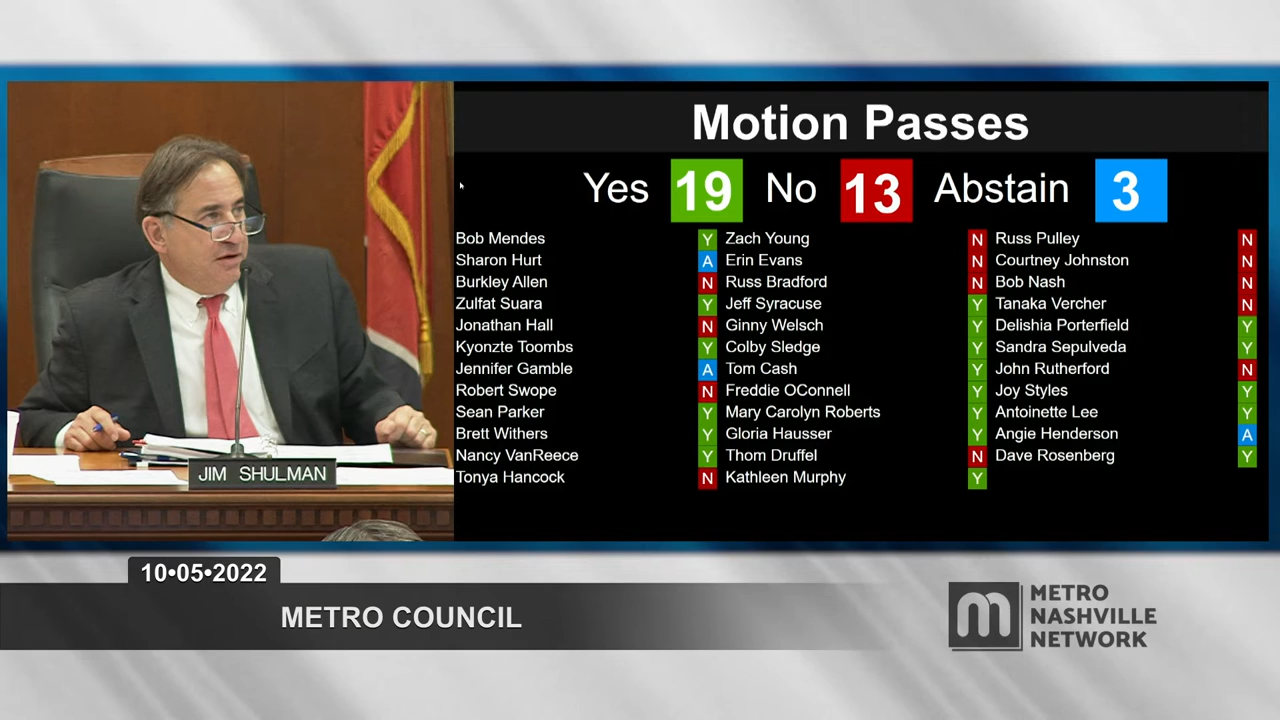 Motion Passes
Yes 19 No 13 Abstain 3
Bob Mendes Y Zach Young N Russ Pulley N
Sharon Hurt A Erin Evans N Courtney Johnston N
Burkley Allen N Russ Bradford N Bob Nash N
Zulfat Suara Y Jeff Syracuse Y Tanaka Vercher N
Jonathan Hall N Ginny Welsch Y Delishia Porterfield Y
Kyonzte Toombs Y Colby Sledge Y Sandra Sepulveda Y
Jennifer Gamble A Tom Cash Y John Rutherford N
Robert Swope N Freddie OConnell Y Joy Styles Y
Sean Parker Y Mary Carolyn Roberts Y Antoinette Lee Y
Brett Withers Y Gloria Hausser Y Angie Henderson A
Nancy VanReece Y Thom Druffel N Dave Rosenberg Y
Tonya Hancock N Kathleen Murphy Y
JIM SHULMAN
10•05•2022
METRO COUNCIL
m METRO
NASHVILLE
NETWORK